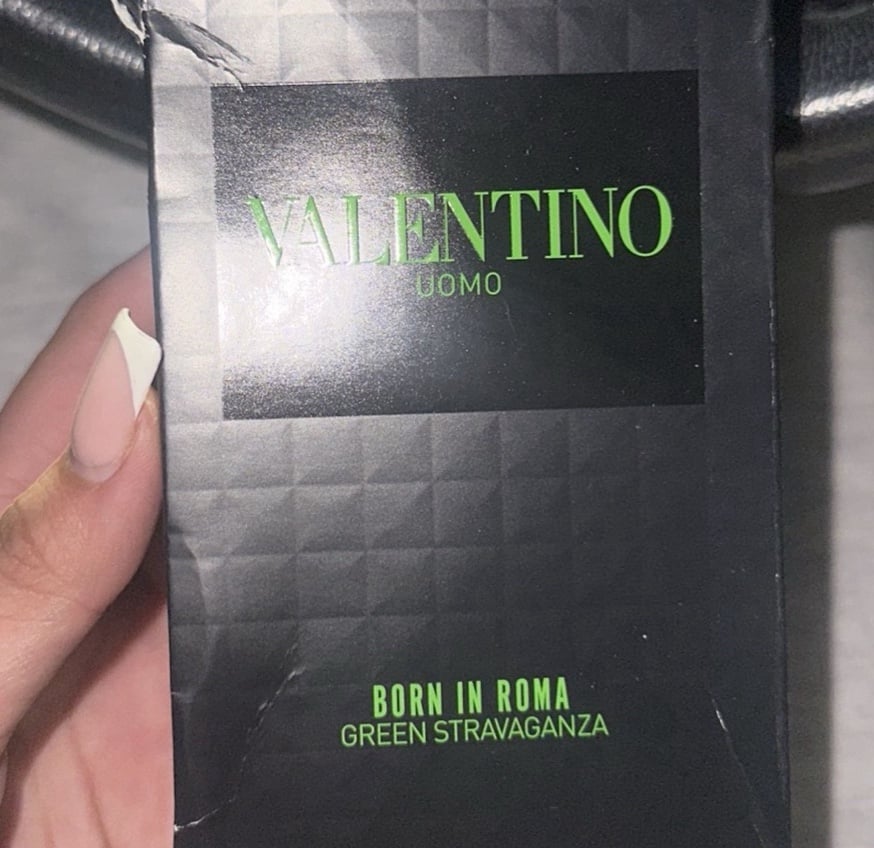 VALENTINO
UOMO
BORN IN ROMA
GREEN STRAVAGANZA